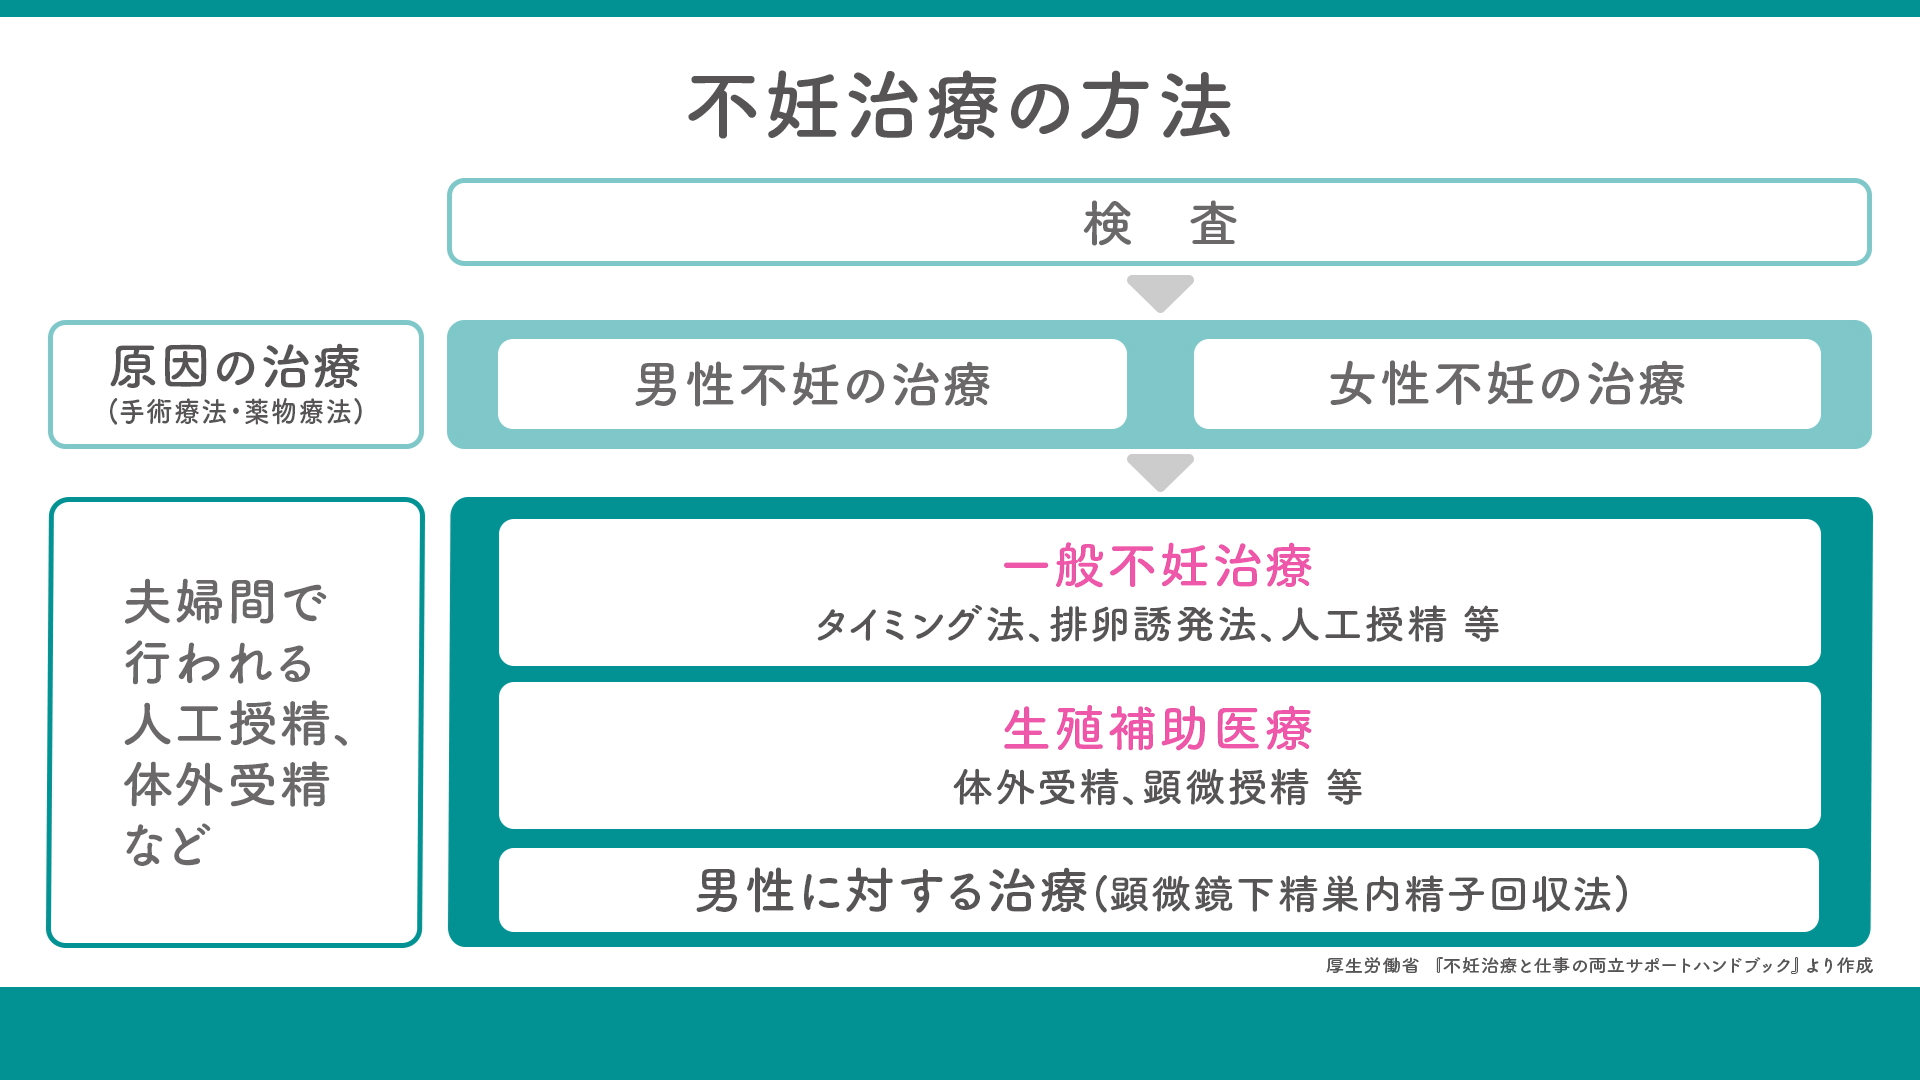 不妊治療の方法
検　査
原因の治療
(手術療法・薬物療法)
男性不妊の治療
女性不妊の治療
夫婦間で
行われる
人工授精、
体外受精
など
一般不妊治療
タイミング法、排卵誘発法、人工授精 等
生殖補助医療
体外受精、顕微授精 等
男性に対する治療(顕微鏡下精巣内精子回収法)
厚生労働省 『不妊治療と仕事の両立サポートハンドブック』より作成